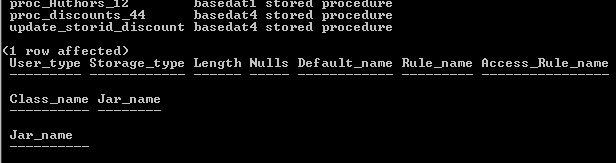 proc_Authors_12 basedat1 stored procedure
proc_discounts_44 basedat4 stored procedure
update_storid_discount basedat4 stored procedure
(1 row affected)
User_type Storage_type Length Nulls Default_name Rule_name Access_Rule_name
---------- ------------ ------ ----- ------------ --------- ----------------
Class_name Jar_name
---------- --------
Jar_name
----------